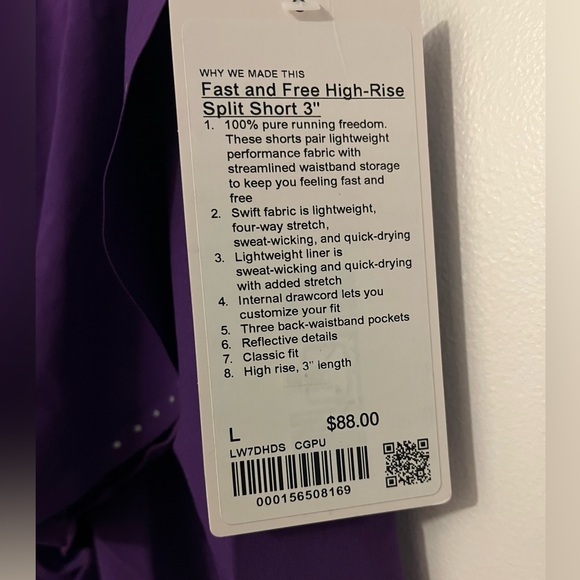 WHY WE MADE THIS
Fast and Free High-Rise
Split Short 3"
1. 100% pure running freedom.
These shorts pair lightweight
performance fabric with
streamlined waistband storage
to keep you feeling fast and
free
2. Swift fabric is lightweight,
four-way stretch,
sweat-wicking, and quick-drying
3. Lightweight liner is
sweat-wicking and quick-drying
with added stretch
4. Internal drawcord lets you
customize your fit
5. Three back-waistband pockets
6. Reflective details
7. Classic fit
8. High rise, 3" length
L $88.00
LW7DHDS CGPU
000156508169